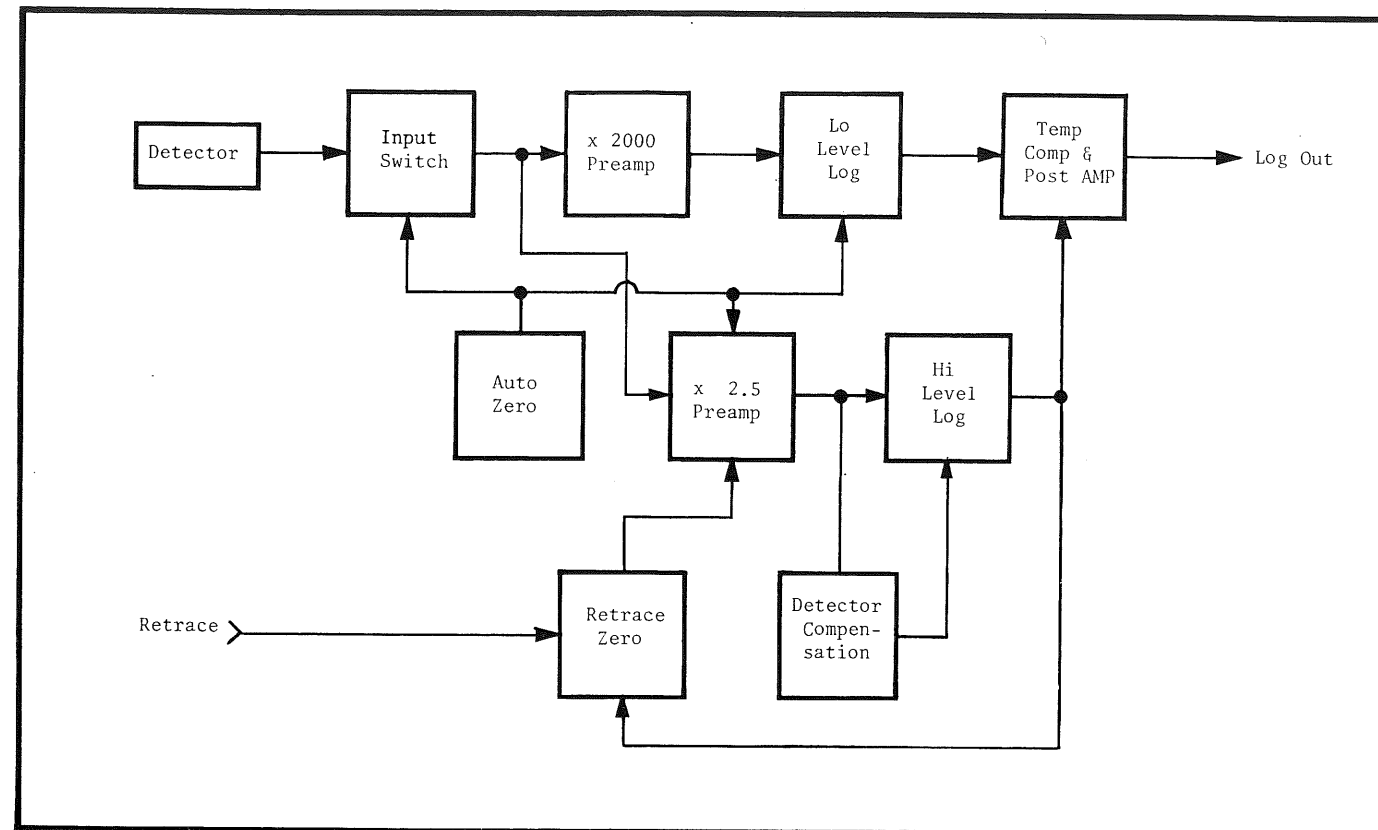 Detector
Input
Switch
x 2000
Preamp
Lo
Level
Log
Temp
Comp &
Post AMP
Log Out
Auto
Zero
x 2.5
Preamp
Hi
Level
Log
Retrace
Retrace
Zero
Detector
Compen-
sation